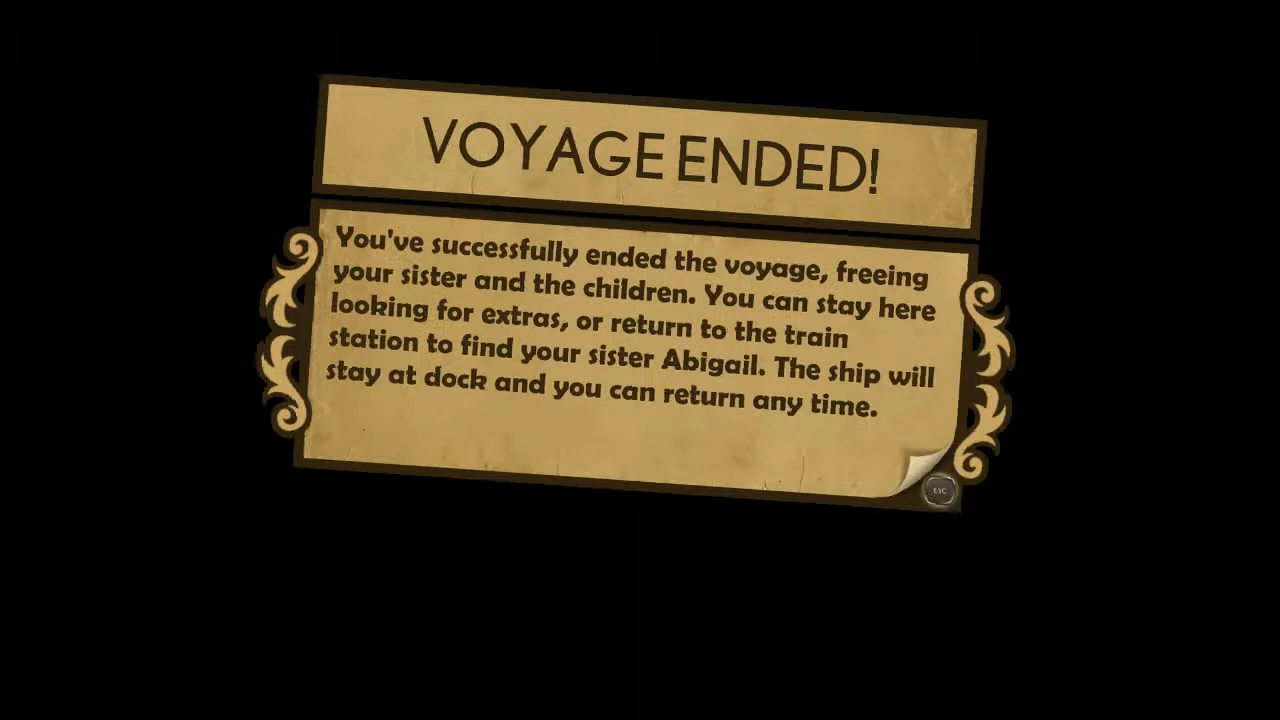 VOYAGE ENDED!
You've successfully ended the voyage, freeing
your sister and the children. You can stay here
looking for extras, or return to the train
station to find your sister Abigail. The ship will
stay at dock and you can return any time.
ESC